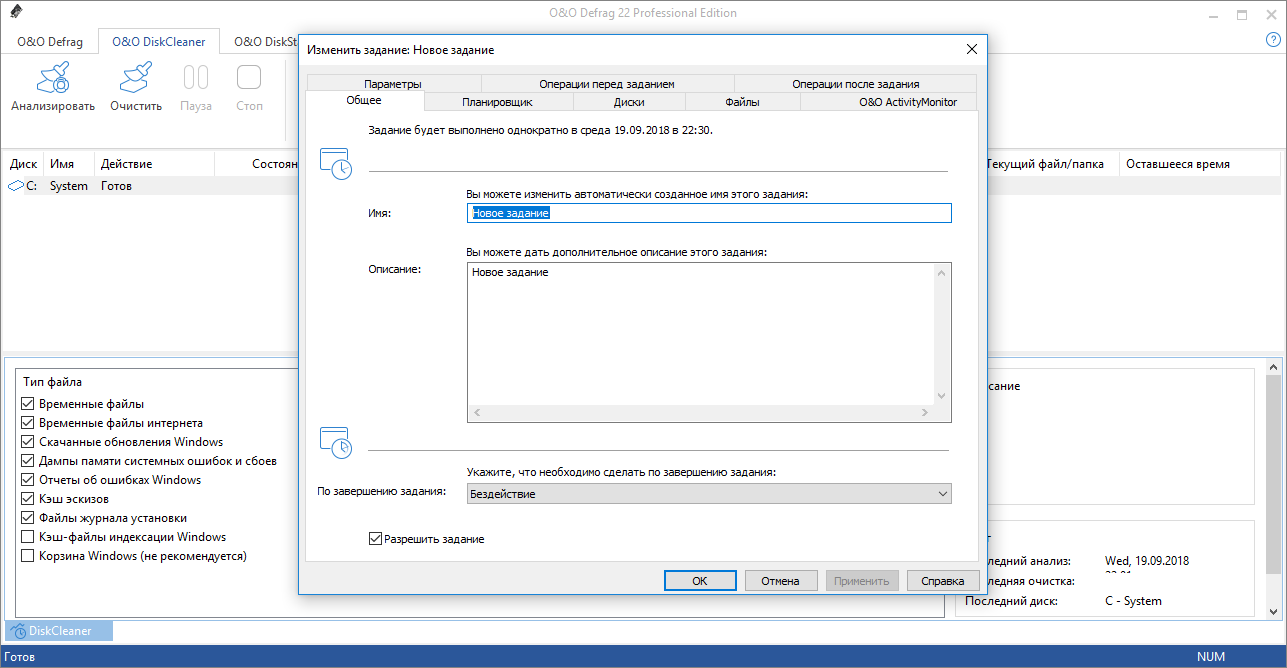 O&O Defrag 22 Professional Edition
O&O Defrag
O&O DiskCleaner
O&O DiskSt
Анализировать
Очистить
Пауза
Стоп
Диск
Имя
Действие
Состоян
Текущий файл/папка
Оставшееся время
C:
System
Готов
Изменить задание: Новое задание
Параметры
Операции перед заданием
Операции после задания
Общее
Планировщик
Диски
Файлы
O&O ActivityMonitor
Задание будет выполнено однократно в среда 19.09.2018 в 22:30.
Вы можете изменить автоматически созданное имя этого задания:
Имя:
Новое задание
Вы можете дать дополнительное описание этого задания:
Описание:
Новое задание
Укажите, что необходимо сделать по завершению задания:
По завершению задания:
Бездействие
Разрешить задание
ОК
Отмена
Применить
Справка
Тип файла
Временные файлы
Временные файлы интернета
Скачанные обновления Windows
Дампы памяти системных ошибок и сбоев
Отчеты об ошибках Windows
Кэш эскизов
Файлы журнала установки
Кэш-файлы индексации Windows
Корзина Windows (не рекомендуется)
сание
ледний анализ:
Wed, 19.09.2018
ледняя очистка:
Последний диск:
C - System
DiskCleaner
Готов
NUM